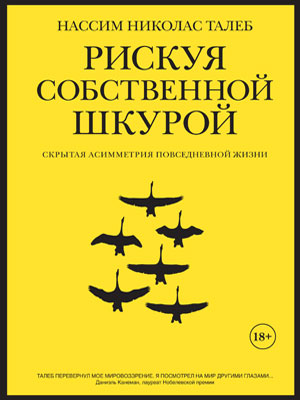 НАССИМ НИКОЛАС ТАЛЕБ
РИСКУЯ
СОБСТВЕННОЙ
ШКУРОЙ
СКРЫТАЯ АСИММЕТРИЯ ПОВСЕДНЕВНОЙ ЖИЗНИ
18+
ТАЛЕБ ПЕРЕВЕРНУЛ МОЕ МИРОВОЗЗРЕНИЕ. Я ПОСМОТРЕЛ НА МИР ДРУГИМИ ГЛАЗАМИ...
Даниэль Канеман, лауреат Нобелевской премии